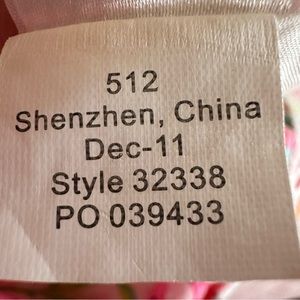 512
Shenzhen, China
Dec-11
Style 32338
PO 039433